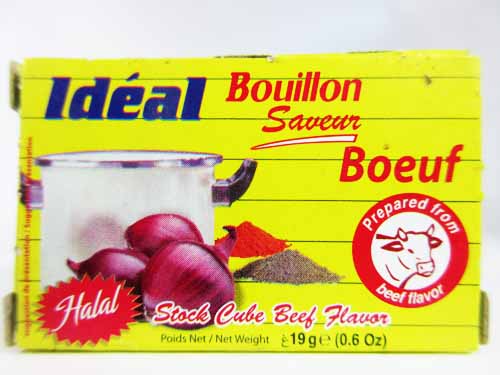 Idéal
Bouillon
Saveur
Boeuf
Prepared from
beef flavor
Halal
Stock Cube Beef Flavor
Poids Net / Net Weight
19 g e (0.6 Oz)